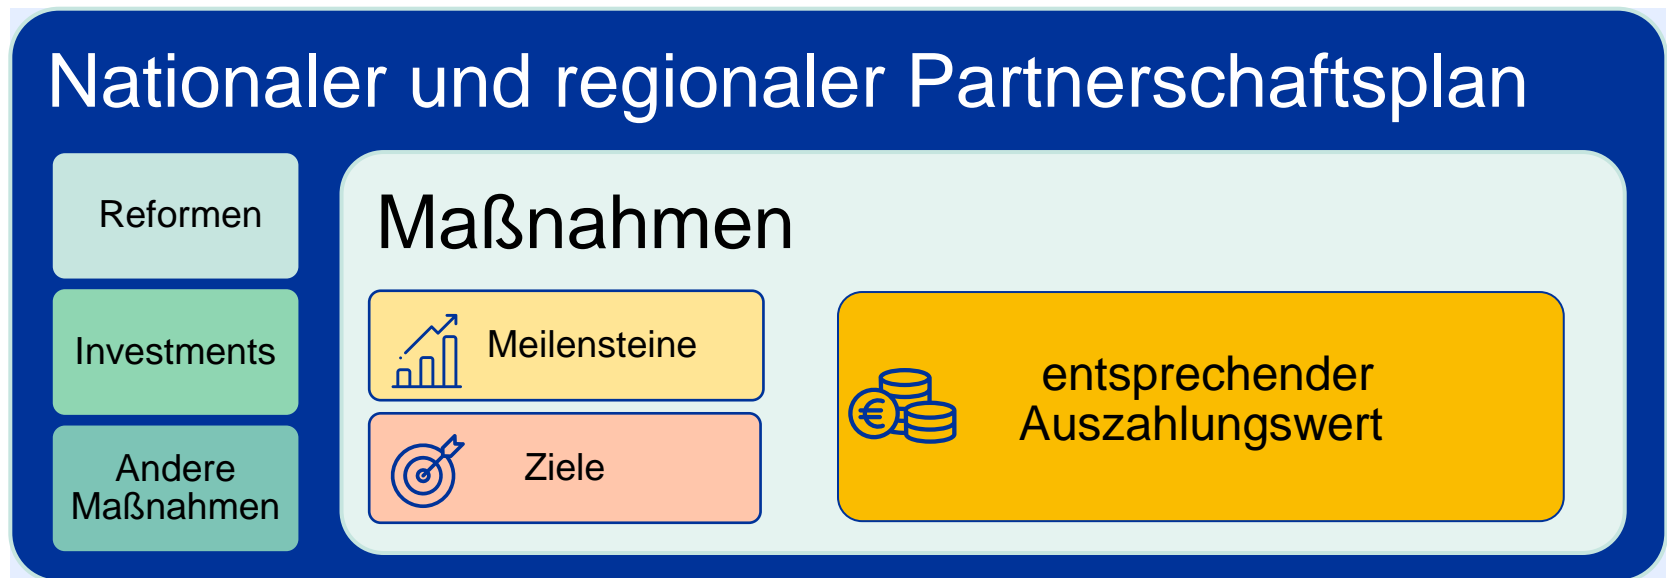 Nationaler und regionaler Partnerschaftsplan
Reformen
Investments
Andere
Maßnahmen
Maßnahmen
Meilensteine
Ziele
€
entsprechender
Auszahlungswert